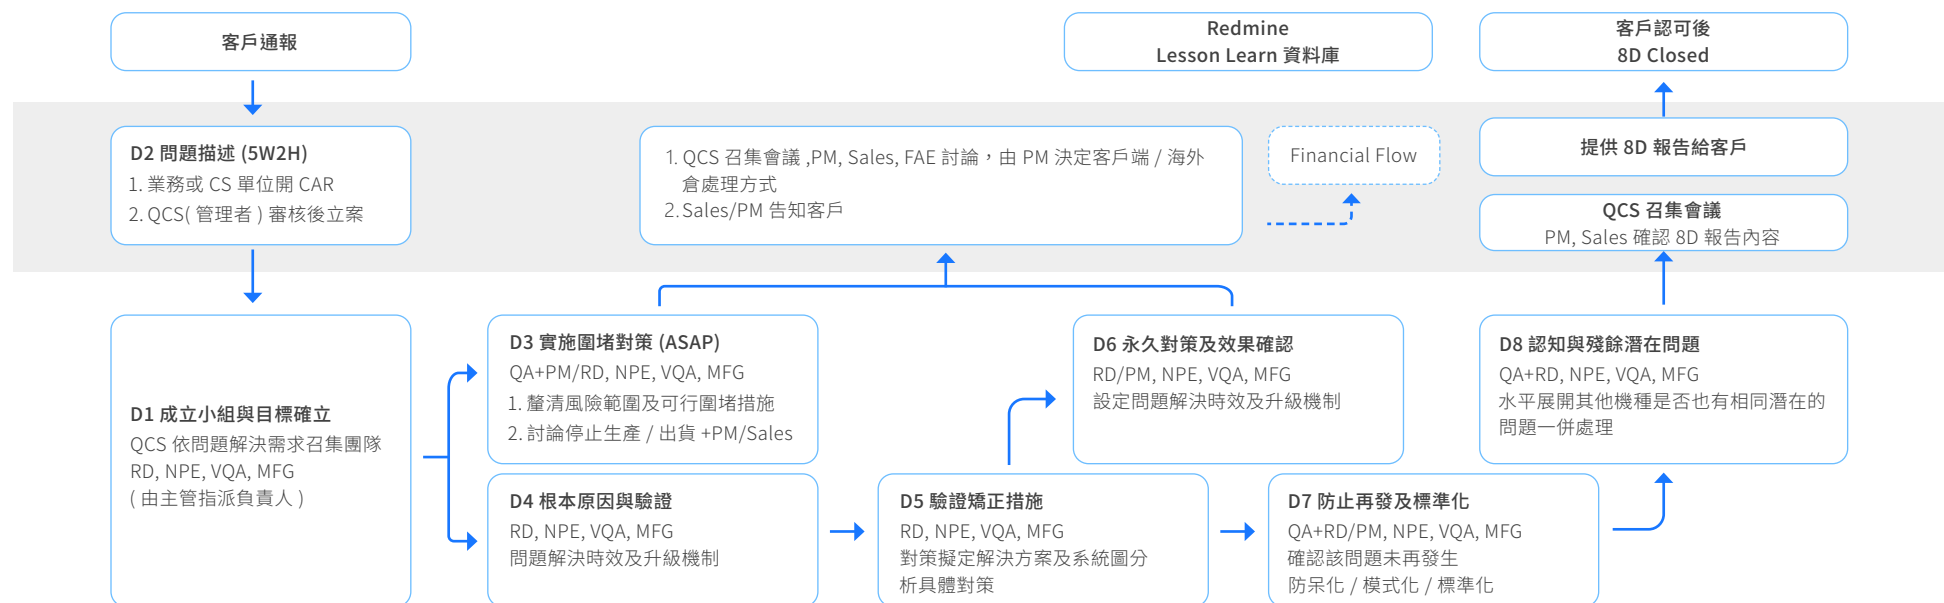 客戶通報
Redmine
Lesson Learn 資料庫
客戶認可後
8D Closed
D2 問題描述 (5W2H)
1. 業務或 CS 單位開 CAR
2. QCS( 管理者 ) 審核後立案
1. QCS 召集會議 ,PM, Sales, FAE 討論，由 PM 決定客戶端 / 海外
倉處理方式
2. Sales/PM 告知客戶
Financial Flow
提供 8D 報告給客戶
QCS 召集會議
PM, Sales 確認 8D 報告內容
D1 成立小組與目標確立
QCS 依問題解決需求召集團隊
RD, NPE, VQA, MFG
( 由主管指派負責人 )
D3 實施圍堵對策 (ASAP)
QA+PM/RD, NPE, VQA, MFG
1. 釐清風險範圍及可行圍堵措施
2. 討論停止生產 / 出貨 +PM/Sales
D4 根本原因與驗證
RD, NPE, VQA, MFG
問題解決時效及升級機制
D5 驗證矯正措施
RD, NPE, VQA, MFG
對策擬定解決方案及系統圖分
析具體對策
D6 永久對策及效果確認
RD/PM, NPE, VQA, MFG
設定問題解決時效及升級機制
D7 防止再發及標準化
QA+RD/PM, NPE, VQA, MFG
確認該問題未再發生
防呆化 / 模式化 / 標準化
D8 認知與殘餘潛在問題
QA+RD, NPE, VQA, MFG
水平展開其他機種是否也有相同潛在的
問題一併處理